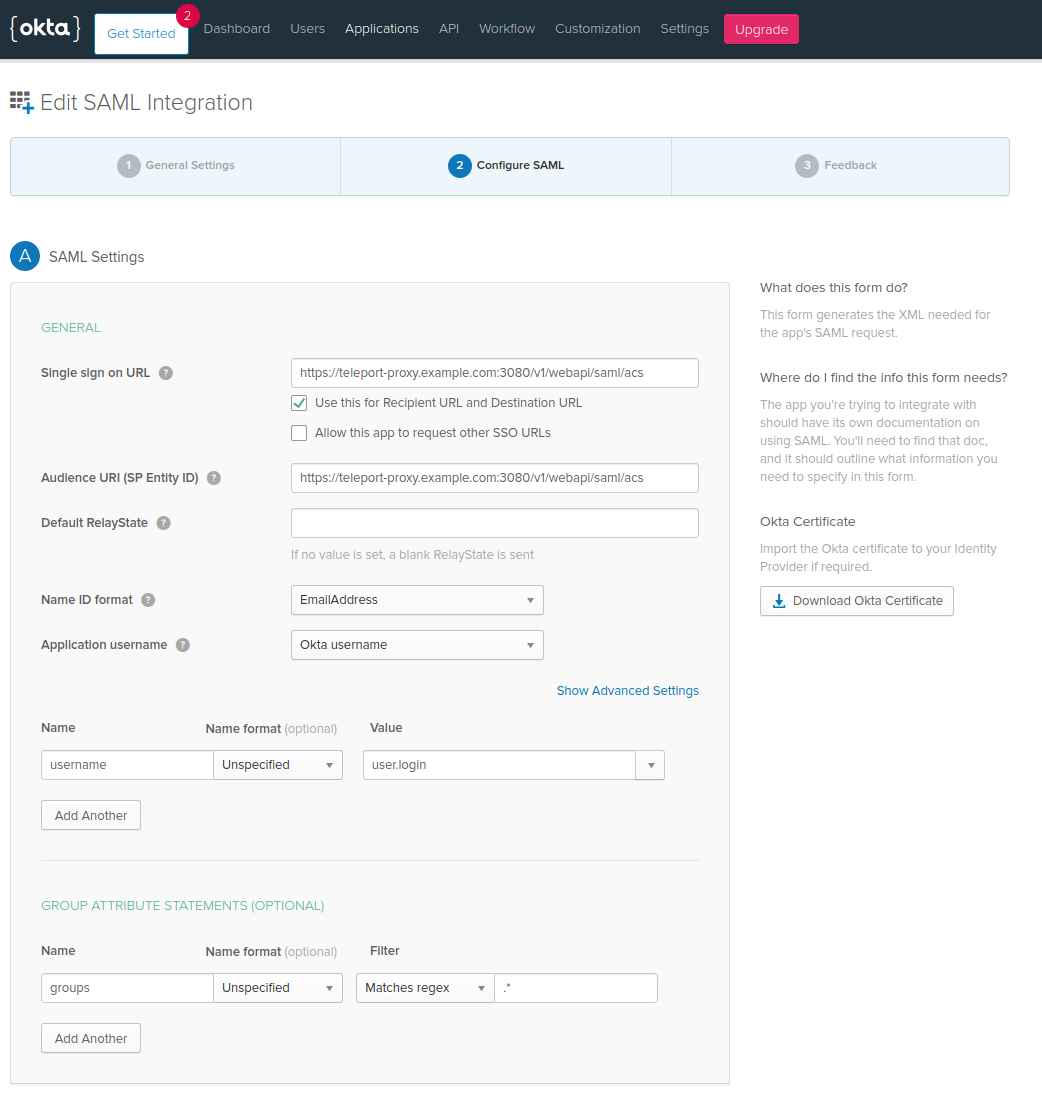 {okta}
Get Started
2
Dashboard
Users
Applications
API
Workflow
Customization
Settings
Upgrade
Edit SAML Integration
1 General Settings
2 Configure SAML
3 Feedback
A SAML Settings
GENERAL
Single sign on URL ?
https://teleport-proxy.example.com:3080/v1/webapi/saml/acs
Use this for Recipient URL and Destination URL
Allow this app to request other SSO URLs
Audience URI (SP Entity ID) ?
https://teleport-proxy.example.com:3080/v1/webapi/saml/acs
Default RelayState ?
If no value is set, a blank RelayState is sent
Name ID format ?
EmailAddress
Application username ?
Okta username
Show Advanced Settings
Name
Name format (optional)
Value
username
Unspecified
user.login
Add Another
GROUP ATTRIBUTE STATEMENTS (OPTIONAL)
Name
Name format (optional)
Filter
groups
Unspecified
Matches regex
.*
Add Another
What does this form do?
This form generates the XML needed for
the app's SAML request.
Where do I find the info this form needs?
The app you're trying to integrate with
should have its own documentation on
using SAML. You'll need to find that doc,
and it should outline what information you
need to specify in this form.
Okta Certificate
Import the Okta certificate to your Identity
Provider if required.
Download Okta Certificate